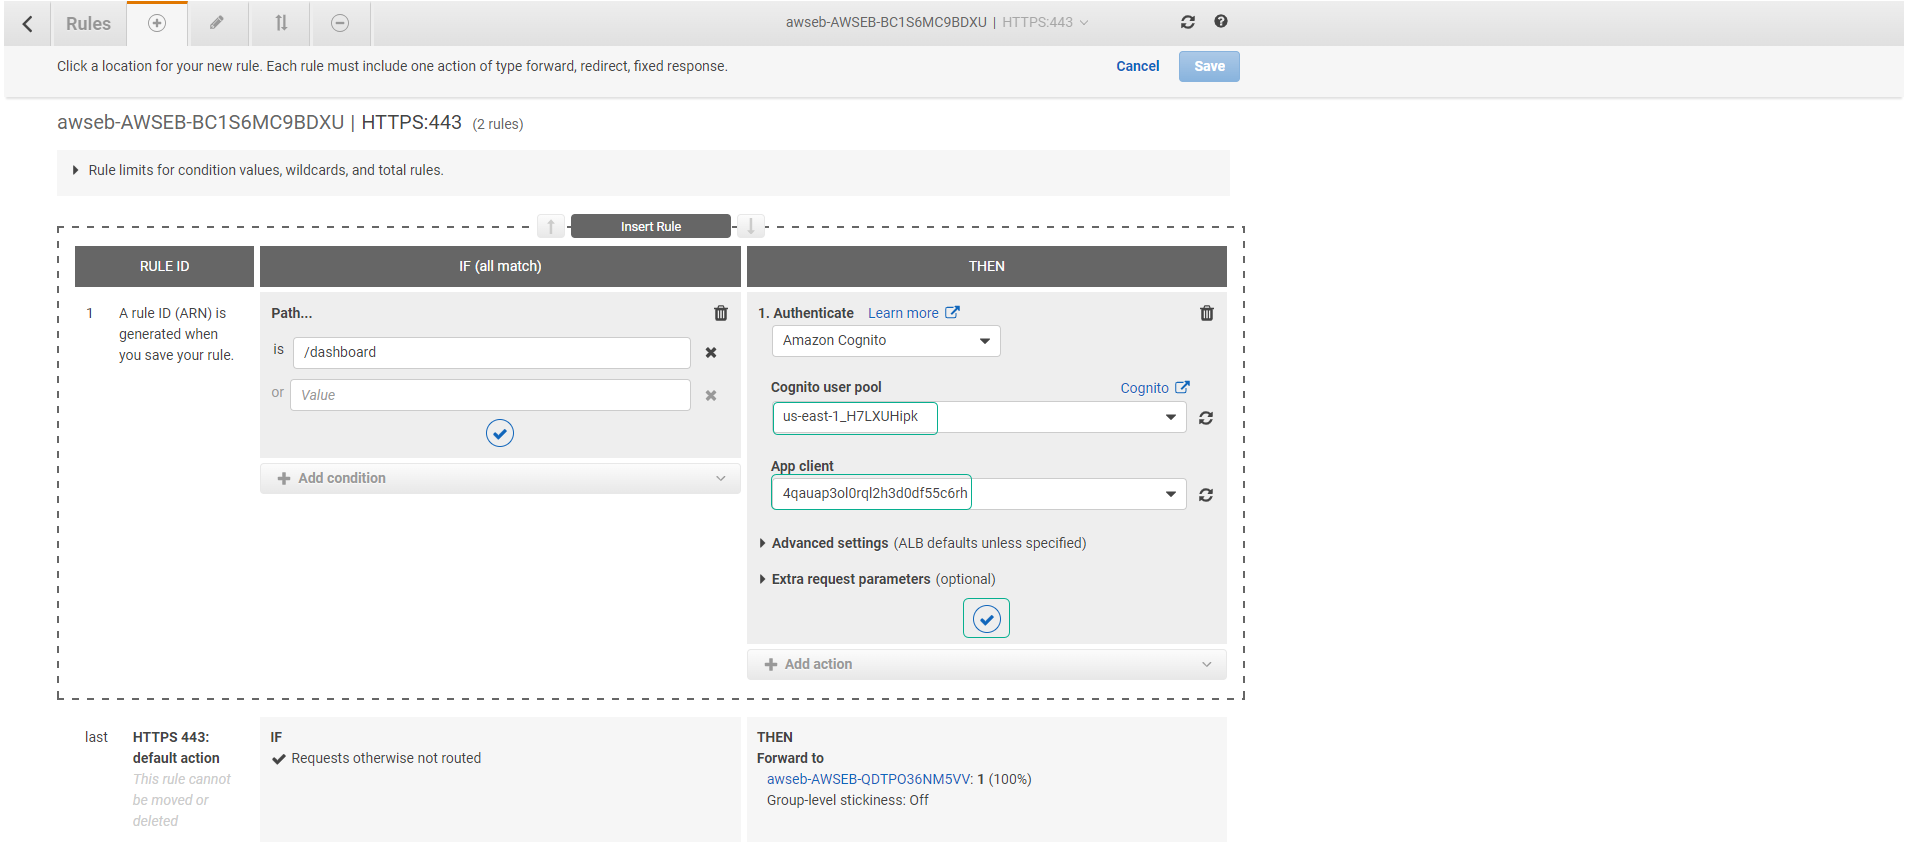 Rules
awseb-AWSEB-BC1S6MC9BDXU | HTTPS:443
Click a location for your new rule. Each rule must include one action of type forward, redirect, fixed response.
Cancel
Save
awseb-AWSEB-BC1S6MC9BDXU | HTTPS:443 (2 rules)
Rule limits for condition values, wildcards, and total rules.
Insert Rule
RULE ID
IF (all match)
THEN
1
A rule ID (ARN) is
generated when
you save your rule.
Path...
is
/dashboard
or
Value
Add condition
1. Authenticate Learn more
Amazon Cognito
Cognito user pool
Cognito
us-east-1_H7LXUHipk
App client
4qauap3ol0rql2h3d0df55c6rh
Advanced settings (ALB defaults unless specified)
Extra request parameters (optional)
Add action
last
HTTPS 443:
default action
This rule cannot
be moved or
deleted
IF
Requests otherwise not routed
THEN
Forward to
awseb-AWSEB-QDTPO36NM5VV: 1 (100%)
Group-level stickiness: Off